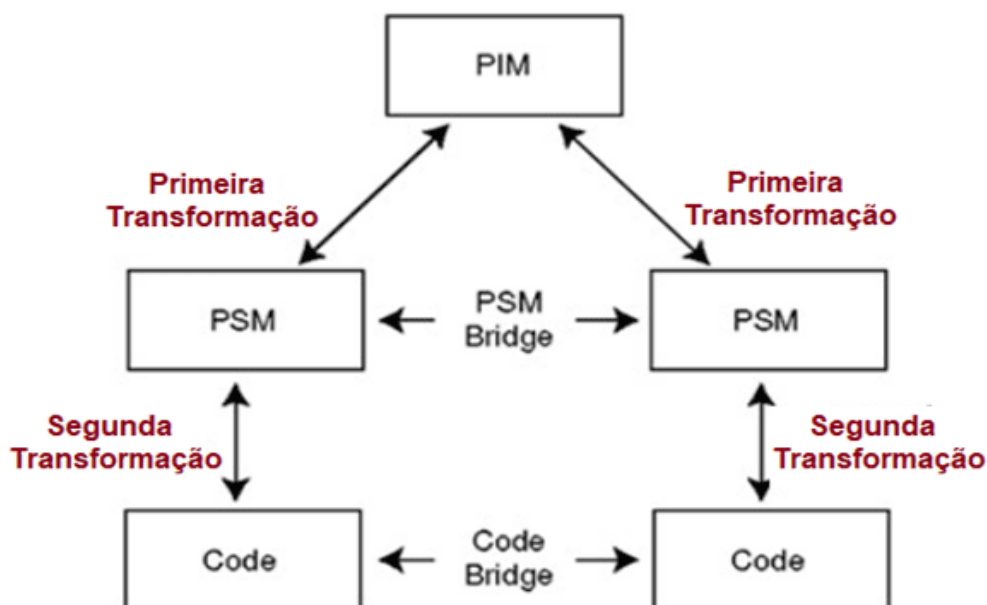 PIM
Primeira
Transformação
Primeira
Transformação
PSM
PSM
Bridge
PSM
Segunda
Transformação
Segunda
Transformação
Code
Code
Bridge
Code